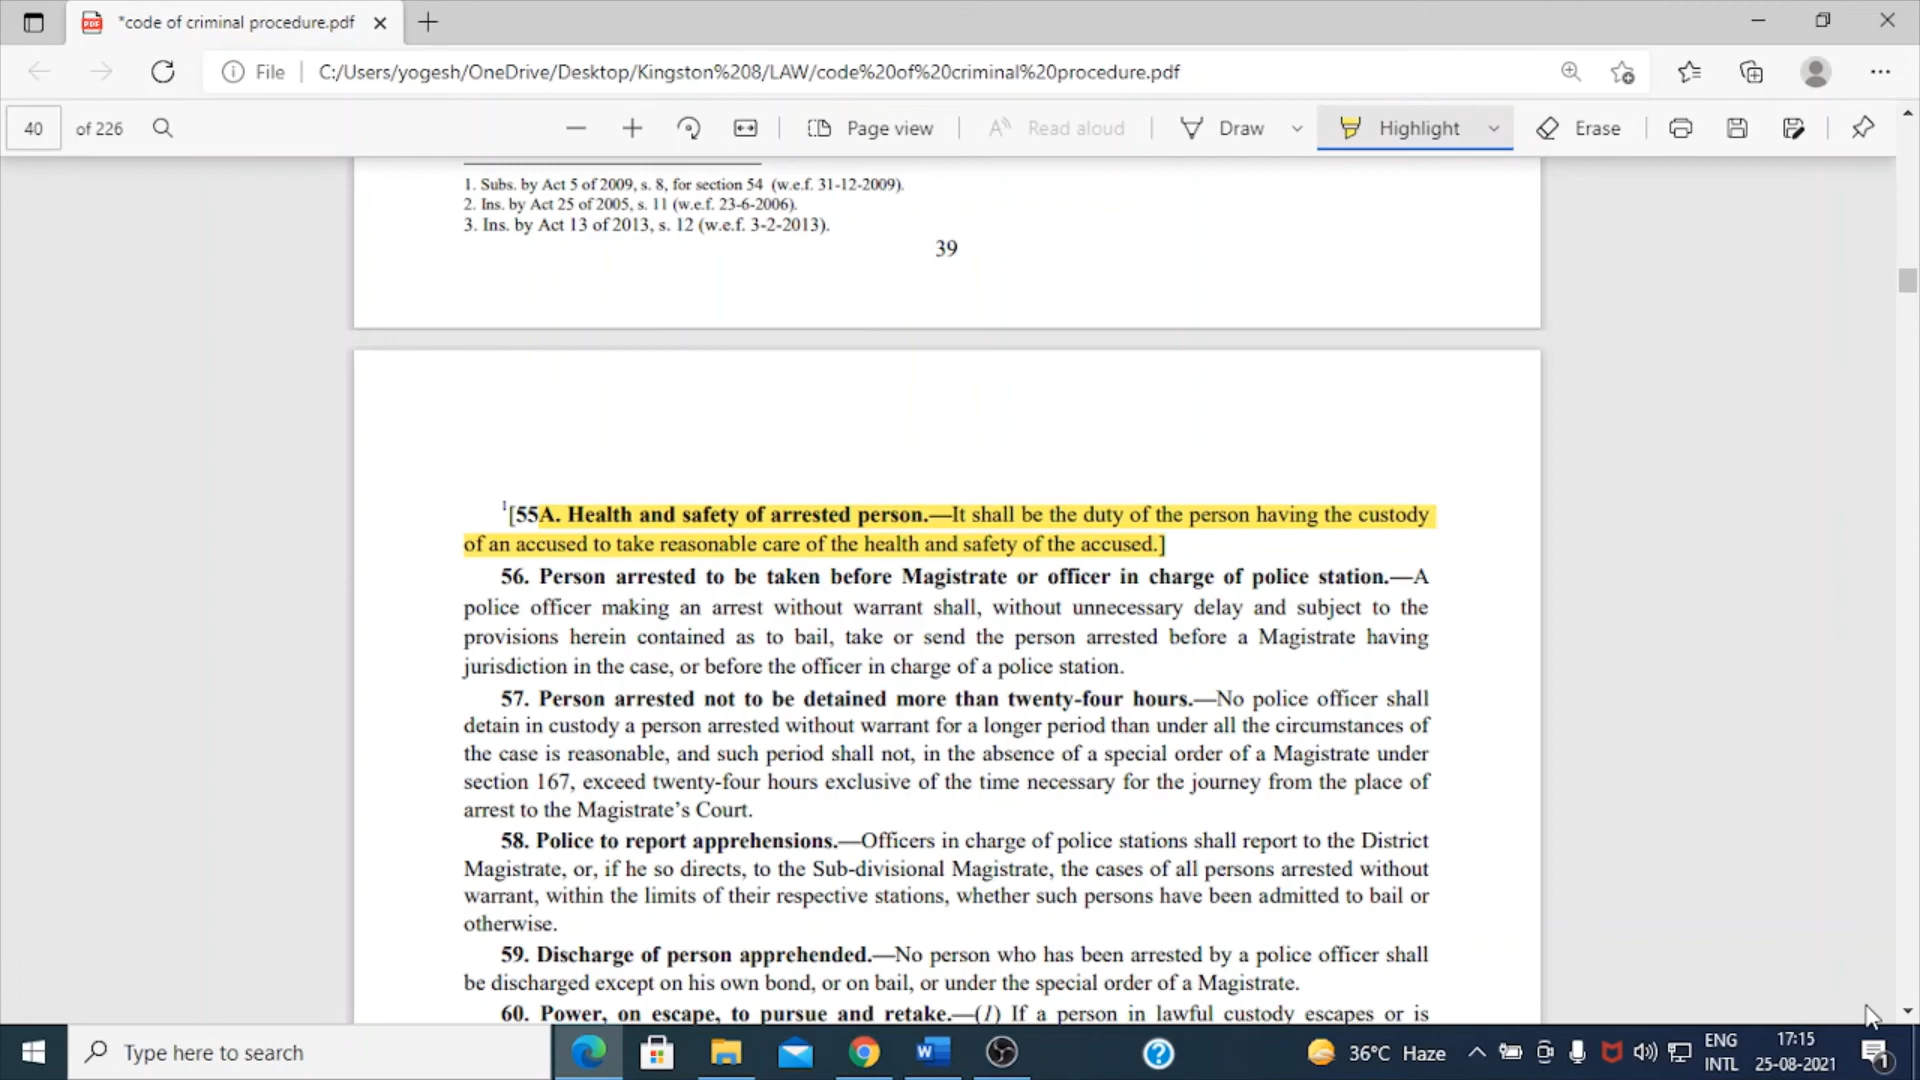 *code of criminal procedure.pdf
File
C:/Users/yogesh/OneDrive/Desktop/Kingston%208/LAW/code%20of%20criminal%20procedure.pdf
40 of 226
Page view
Read aloud
Draw
Highlight
Erase
1. Subs. by Act 5 of 2009, s. 8, for section 54 (w.e.f. 31-12-2009).
2. Ins. by Act 25 of 2005, s. 11 (w.e.f. 23-6-2006).
3. Ins. by Act 13 of 2013, s. 12 (w.e.f. 3-2-2013).
39
1[55A. Health and safety of arrested person.—It shall be the duty of the person having the custody
of an accused to take reasonable care of the health and safety of the accused.]
56. Person arrested to be taken before Magistrate or officer in charge of police station.—A
police officer making an arrest without warrant shall, without unnecessary delay and subject to the
provisions herein contained as to bail, take or send the person arrested before a Magistrate having
jurisdiction in the case, or before the officer in charge of a police station.
57. Person arrested not to be detained more than twenty-four hours.—No police officer shall
detain in custody a person arrested without warrant for a longer period than under all the circumstances of
the case is reasonable, and such period shall not, in the absence of a special order of a Magistrate under
section 167, exceed twenty-four hours exclusive of the time necessary for the journey from the place of
arrest to the Magistrate's Court.
58. Police to report apprehensions.—Officers in charge of police stations shall report to the District
Magistrate, or, if he so directs, to the Sub-divisional Magistrate, the cases of all persons arrested without
warrant, within the limits of their respective stations, whether such persons have been admitted to bail or
otherwise.
59. Discharge of person apprehended.—No person who has been arrested by a police officer shall
be discharged except on his own bond, or on bail, or under the special order of a Magistrate.
60. Power, on escape, to pursue and retake.—(1) If a person in lawful custody escapes or is
Type here to search
36°C Haze
ENG
INTL
17:15
25-08-2021
1